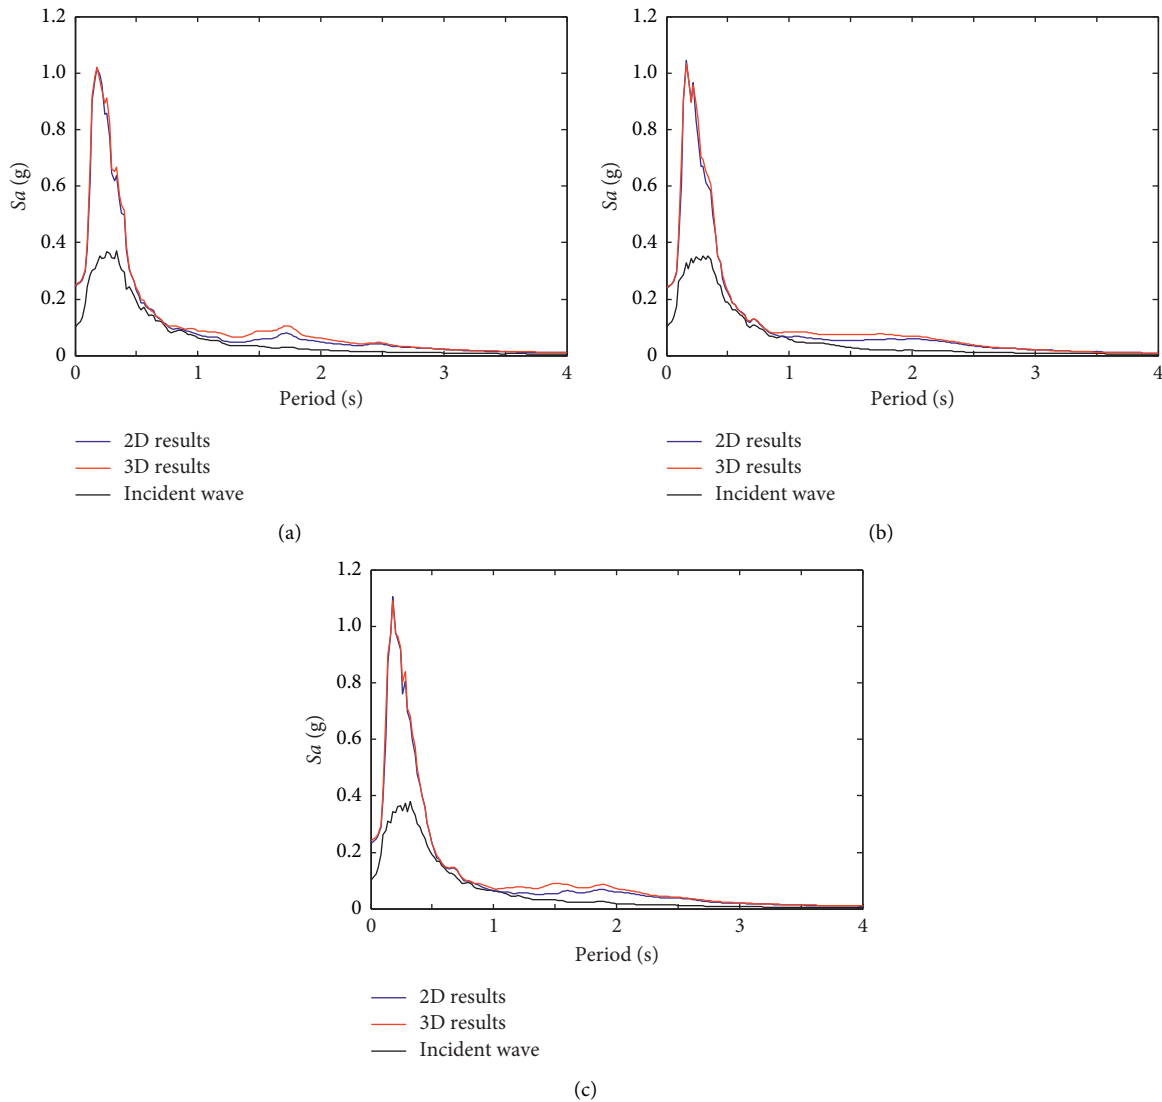 1.2
1.0
0.8
0.6
0.4
0.2
0
Sa (g)
0 1 2 3 4
Period (s)
2D results
3D results
Incident wave
(a)
1.2
1.0
0.8
0.6
0.4
0.2
0
Sa (g)
0 1 2 3 4
Period (s)
2D results
3D results
Incident wave
(b)
1.2
1.0
0.8
0.6
0.4
0.2
0
Sa (g)
0 1 2 3 4
Period (s)
2D results
3D results
Incident wave
(c)